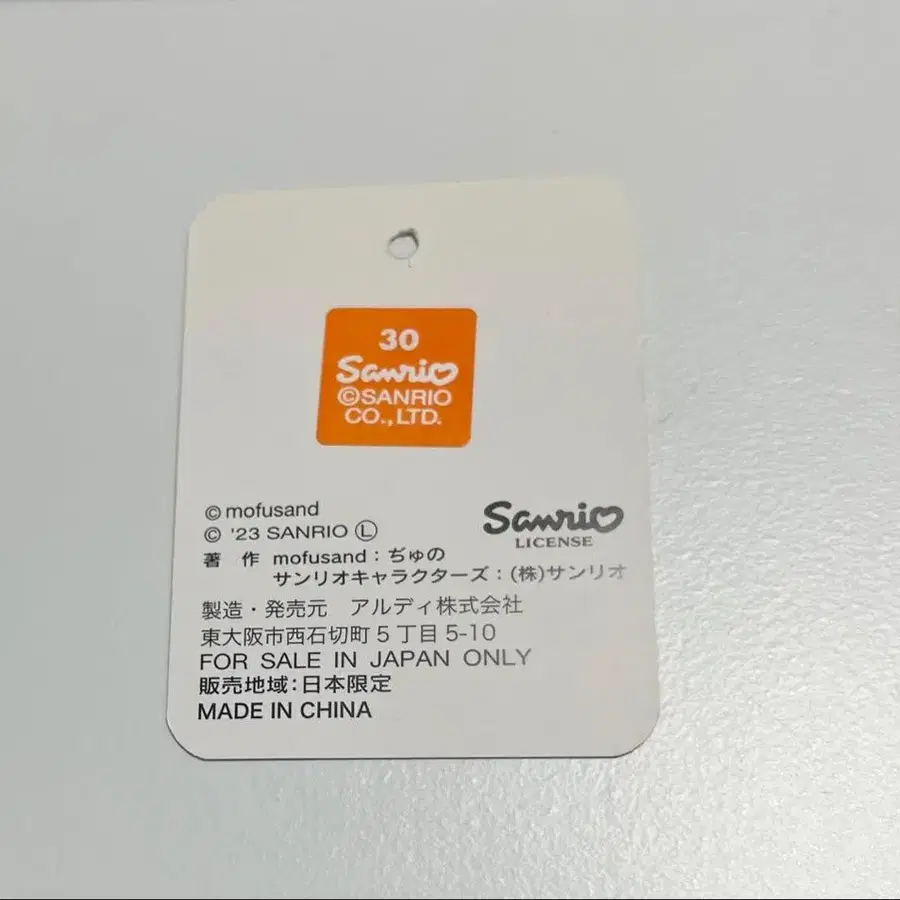 30
Sanrio
©SANRIO
CO.,LTD.
©mofusand
© '23 SANRIO Ⓛ
Sanrio
LICENSE
著 作 mofusand：ぢゅの
サンリオキャラクターズ：(株)サンリオ
製造・発売元 アルディ株式会社
東大阪市西石切町5丁目5-10
FOR SALE IN JAPAN ONLY
販売地域：日本限定
MADE IN CHINA